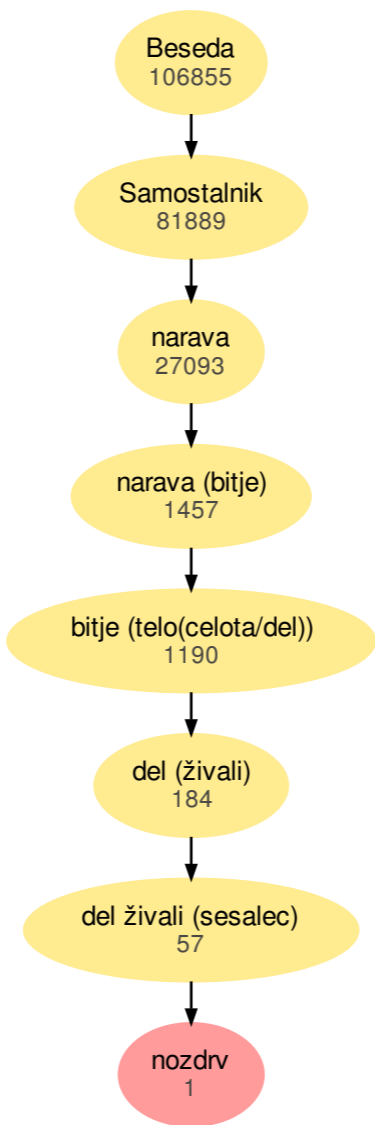 Beseda
106855
Samostalnik
81889
narava
27093
narava (bitje)
1457
bitje (telo(celota/del))
1190
del (živali)
184
del živali (sesalec)
57
nozdrv
1